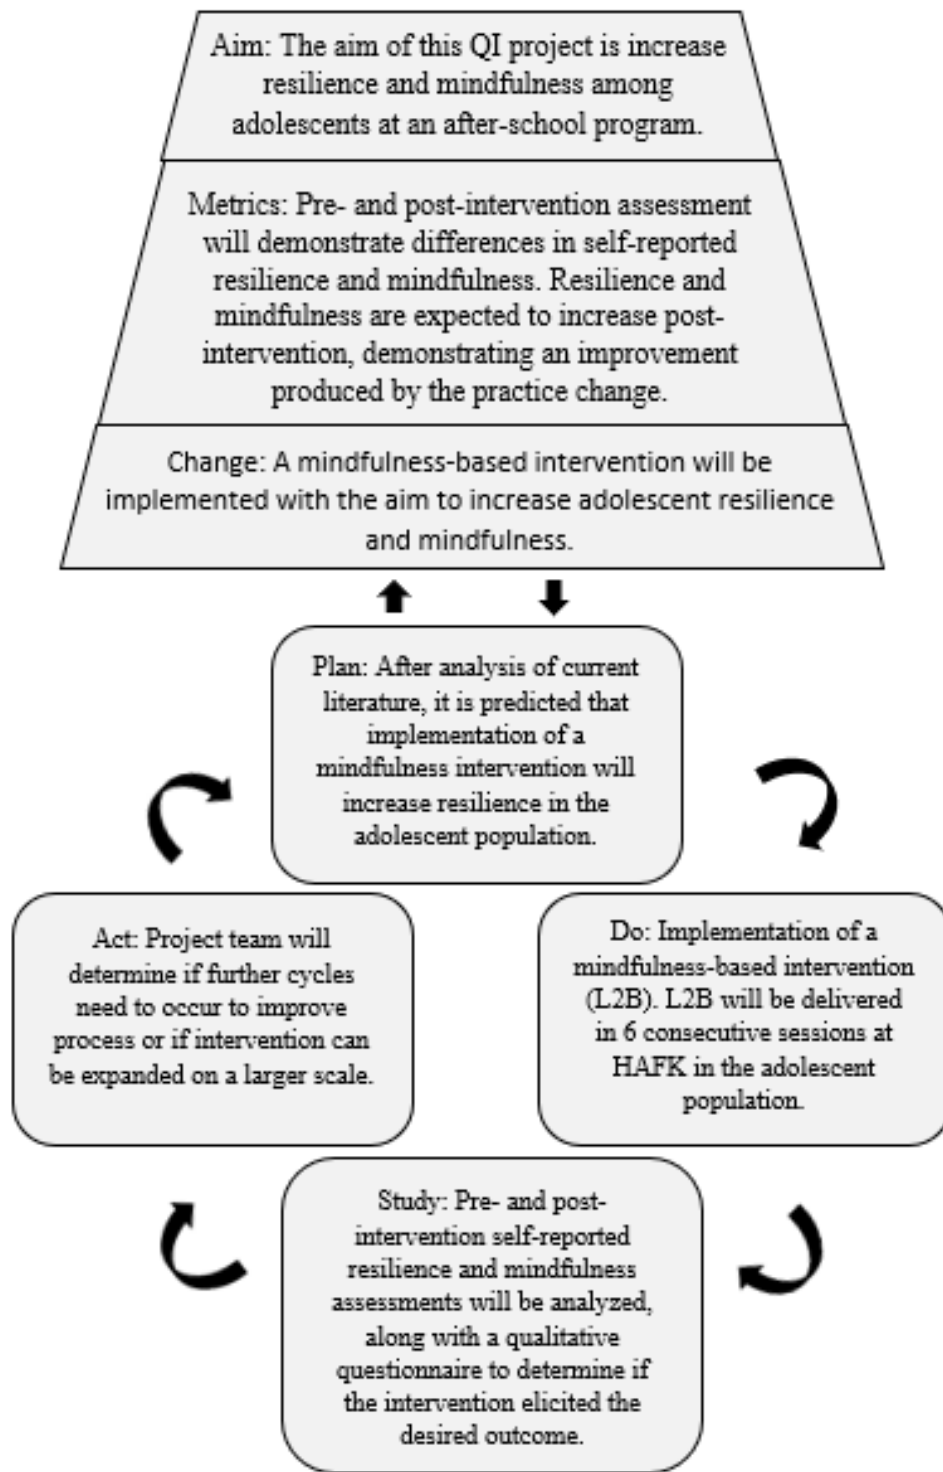 Aim: The aim of this QI project is increase
resilience and mindfulness among
adolescents at an after-school program.
Metrics: Pre- and post-intervention assessment
will demonstrate differences in self-reported
resilience and mindfulness. Resilience and
mindfulness are expected to increase post-
intervention, demonstrating an improvement
produced by the practice change.
Change: A mindfulness-based intervention will be
implemented with the aim to increase adolescent resilience
and mindfulness.
Plan: After analysis of current
literature, it is predicted that
implementation of a
mindfulness intervention will
increase resilience in the
adolescent population.
Do: Implementation of a
mindfulness-based intervention
(L2B). L2B will be delivered
in 6 consecutive sessions at
HAFK in the adolescent
population.
Study: Pre- and post-
intervention self-reported
resilience and mindfulness
assessments will be analyzed,
along with a qualitative
questionnaire to determine if
the intervention elicited the
desired outcome.
Act: Project team will
determine if further cycles
need to occur to improve
process or if intervention can
be expanded on a larger scale.